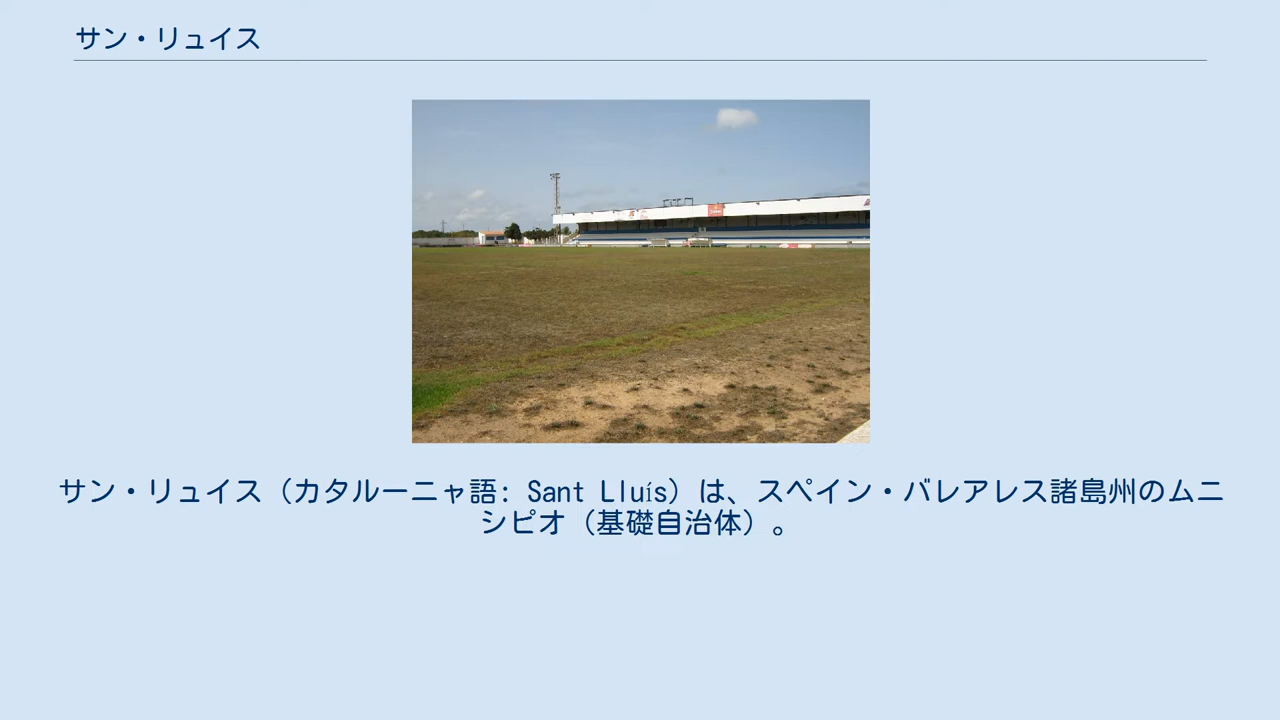 サン・リュイス
サン・リュイス（カタルーニャ語: Sant Lluís）は、スペイン・バレアレス諸島州のムニ
シピオ（基礎自治体）。